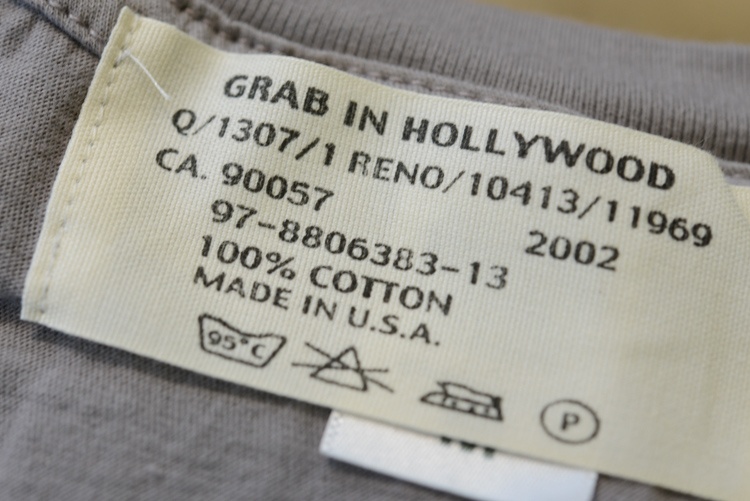 GRAB IN HOLLYWOOD
Q/1307/1 RENO/10413/11969
CA. 90057 2002
97-8806383-13
100% COTTON
MADE IN U.S.A.
95°C
P